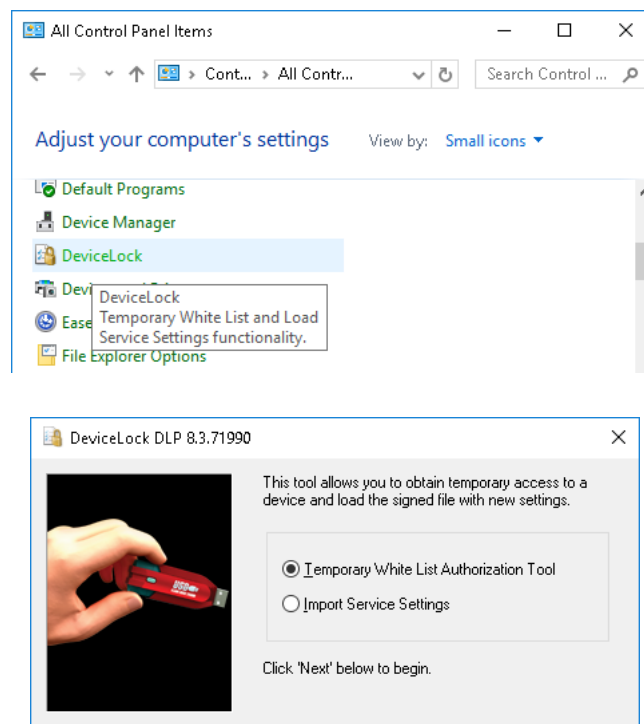 All Control Panel Items
Cont... > All Contr...
Search Control ...
Adjust your computer's settings
View by: Small icons
Default Programs
Device Manager
DeviceLock
Devi
DeviceLock
Temporary White List and Load
Service Settings functionality.
Ease
File Explorer Options
DeviceLock DLP 8.3.71990
This tool allows you to obtain temporary access to a
device and load the signed file with new settings.
Temporary White List Authorization Tool
Import Service Settings
Click 'Next' below to begin.
USB